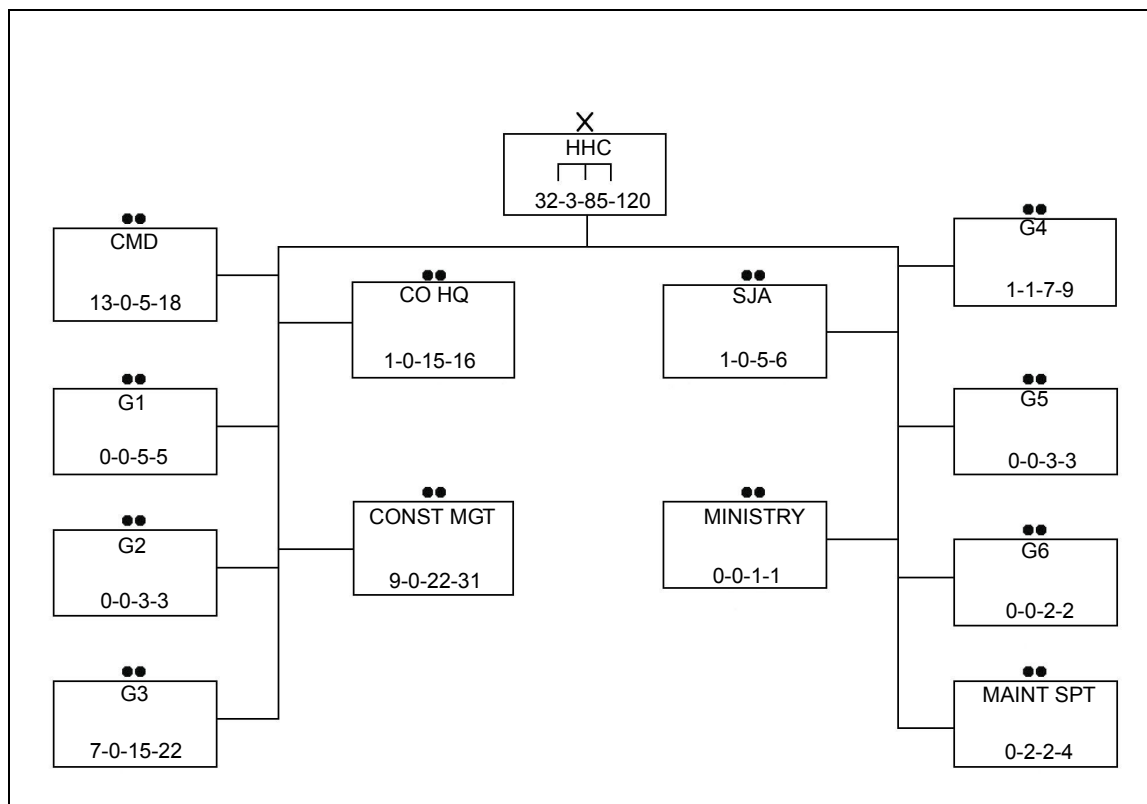 X
HHC
32-3-85-120
CMD
13-0-5-18
CO HQ
1-0-15-16
SJA
1-0-5-6
G4
1-1-7-9
G1
0-0-5-5
G5
0-0-3-3
G2
0-0-3-3
CONST MGT
9-0-22-31
MINISTRY
0-0-1-1
G6
0-0-2-2
G3
7-0-15-22
MAINT SPT
0-2-2-4